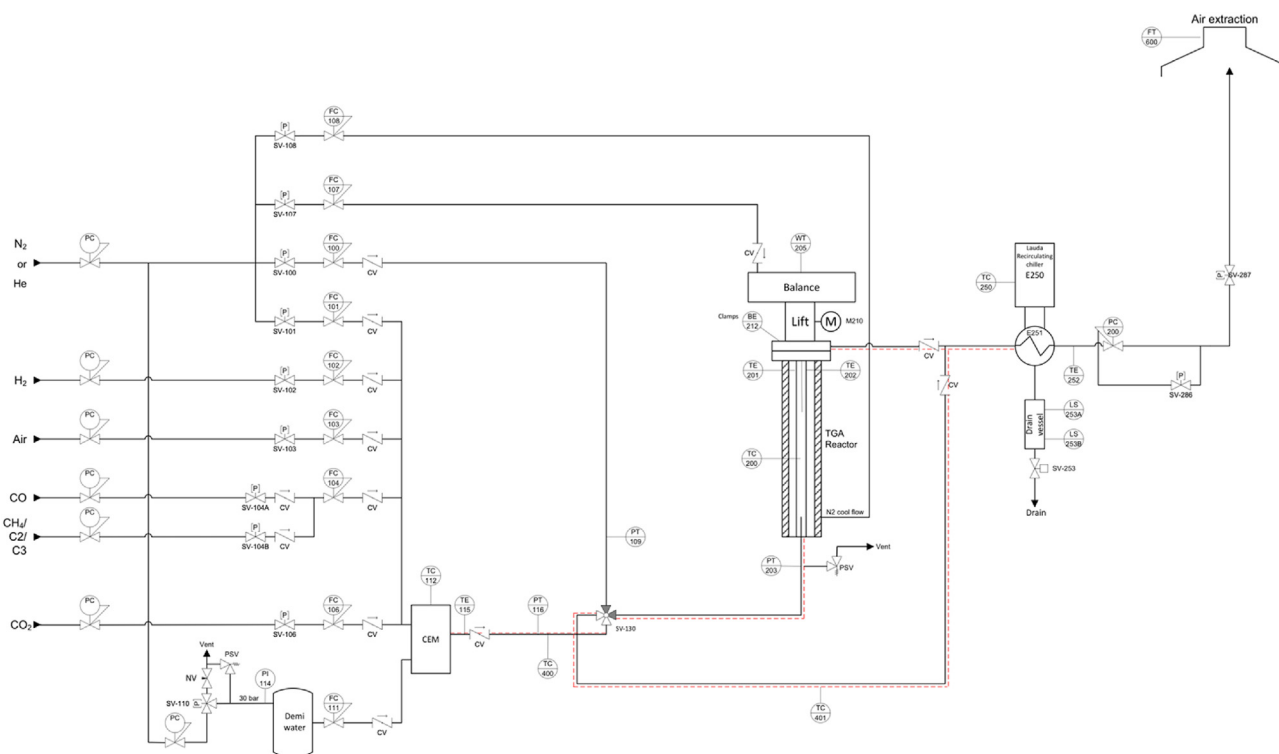 Air extraction
FT
600
FC
108
[P]
SV-108
FC
107
[P]
SV-107
N₂
or
He
PC
FC
100
[P]
SV-100
CV
CV
WT
205
Balance
Lauda
Recirculating
chiller
E250
TC
250
[P]
SV-287
FC
101
[P]
SV-101
CV
Clamps
BE
212
Lift
M
M210
E251
PC
200
CV
TE
252
H₂
PC
FC
102
[P]
SV-102
CV
TE
201
TE
202
CV
[P]
SV-286
Air
PC
FC
103
[P]
SV-103
CV
TGA
Reactor
Drain
vessel
LS
253A
LS
253B
CO
PC
[P]
SV-104A
CV
FC
104
CV
TC
200
SV-253
CH₄/
C2/
C3
PC
[P]
SV-104B
CV
N2 cool flow
Drain
PT
109
Vent
PT
203
PSV
CO₂
PC
FC
106
[P]
SV-106
CV
TC
112
CEM
TE
115
CV
PT
116
TC
400
SV-130
Vent
PSV
NV
SV-110
[P]
30 bar
PI
114
Demi
water
FC
111
CV
TC
401
PC